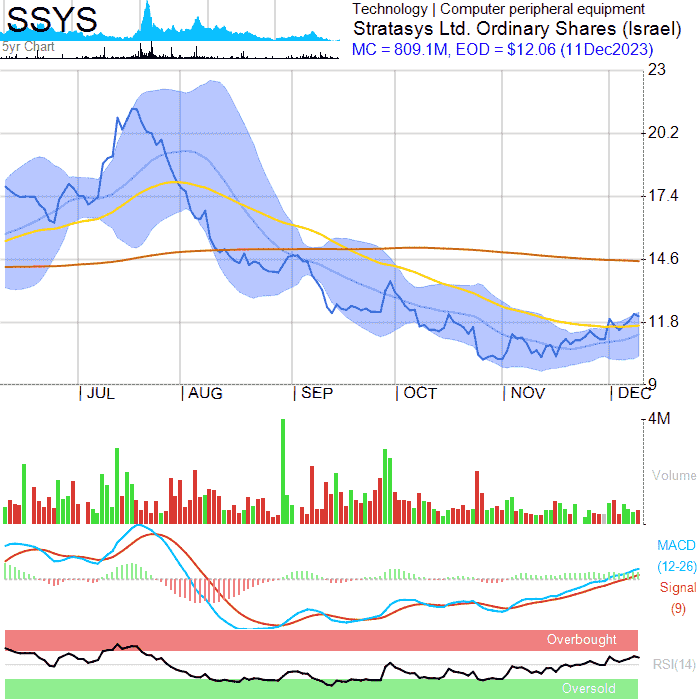 SSYS
5yr Chart
Technology | Computer peripheral equipment
Stratasys Ltd. Ordinary Shares (Israel)
MC = 809.1M, EOD = $12.06 (11Dec2023)
23
20.2
17.4
14.6
11.8
9
| JUL | AUG | SEP | OCT | NOV | DEC
4M
Volume
MACD
(12-26)
Signal
(9)
Overbought
RSI(14)
Oversold